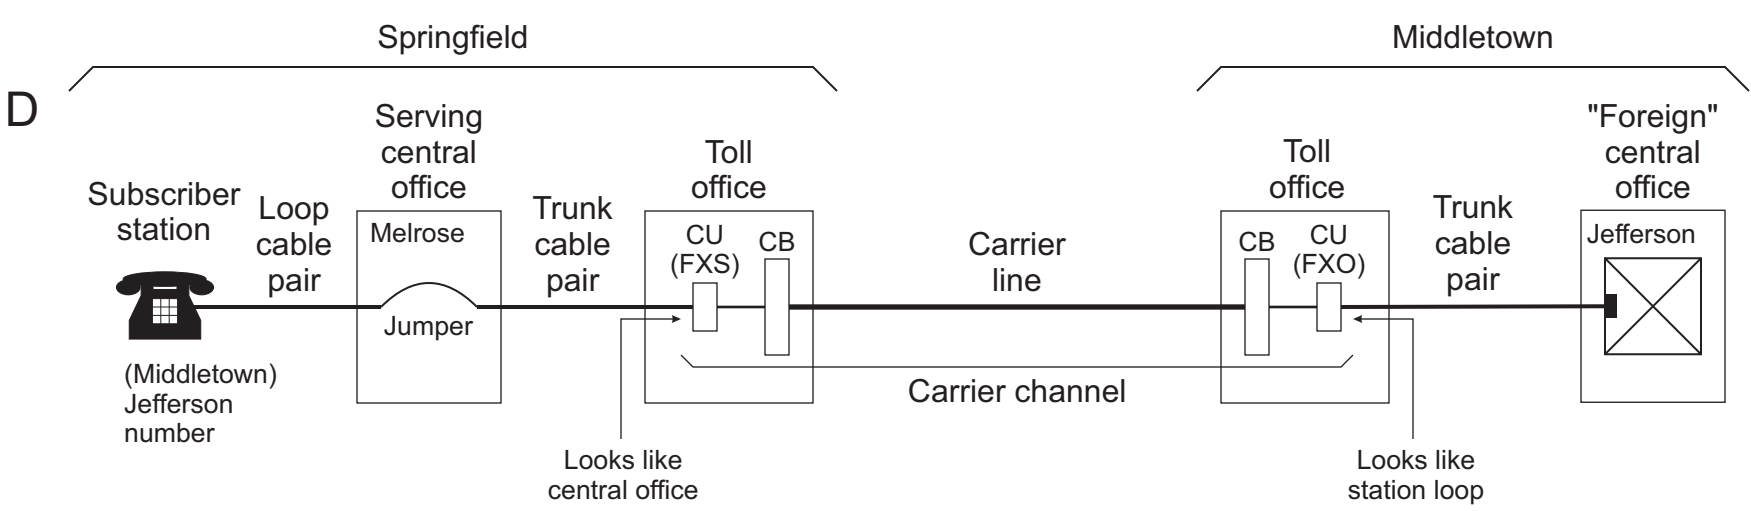 Springfield
Middletown
D
Serving
central
office
Toll
office
Toll
office
"Foreign"
central
office
Subscriber
station
Loop
cable
pair
Melrose
Trunk
cable
pair
CU
(FXS)
CB
Carrier
line
CB
CU
(FXO)
Trunk
cable
pair
Jefferson
Jumper
(Middletown)
Jefferson
number
Carrier channel
Looks like
central office
Looks like
station loop